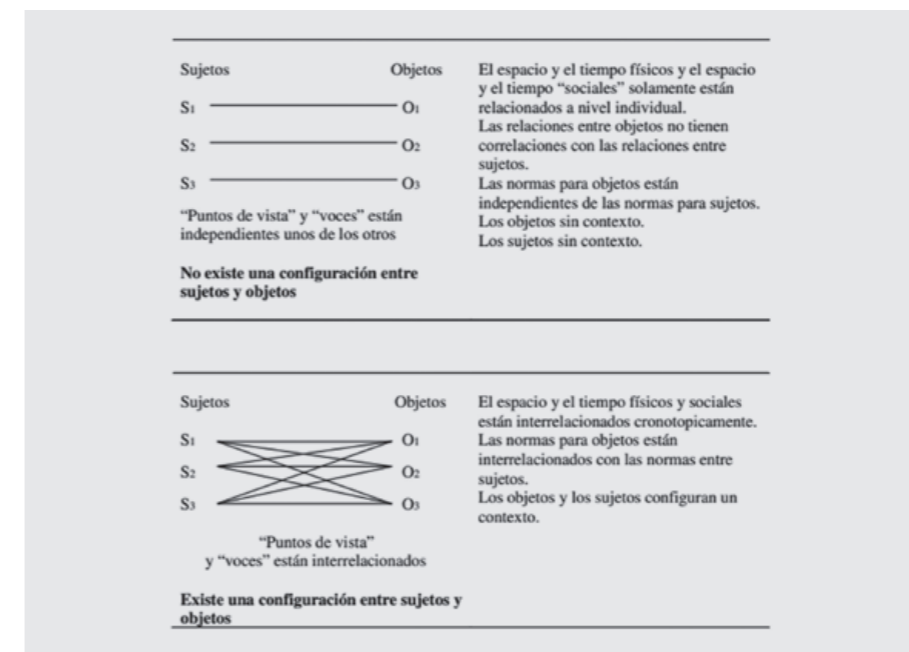 Sujetos Objetos
S1 O1
S2 O2
S3 O3
“Puntos de vista” y “voces” están
independientes unos de los otros
No existe una configuración entre
sujetos y objetos
El espacio y el tiempo físicos y el espacio
y el tiempo “sociales” solamente están
relacionados a nivel individual.
Las relaciones entre objetos no tienen
correlaciones con las relaciones entre
sujetos.
Las normas para objetos están
independientes de las normas para sujetos.
Los objetos sin contexto.
Los sujetos sin contexto.
Sujetos Objetos
S1 O1
S2 O2
S3 O3
“Puntos de vista”
y “voces” están interrelacionados
Existe una configuración entre sujetos y
objetos
El espacio y el tiempo físicos y sociales
están interrelacionados cronotopicamente.
Las normas para objetos están
interrelacionados con las normas entre
sujetos.
Los objetos y los sujetos configuran un
contexto.